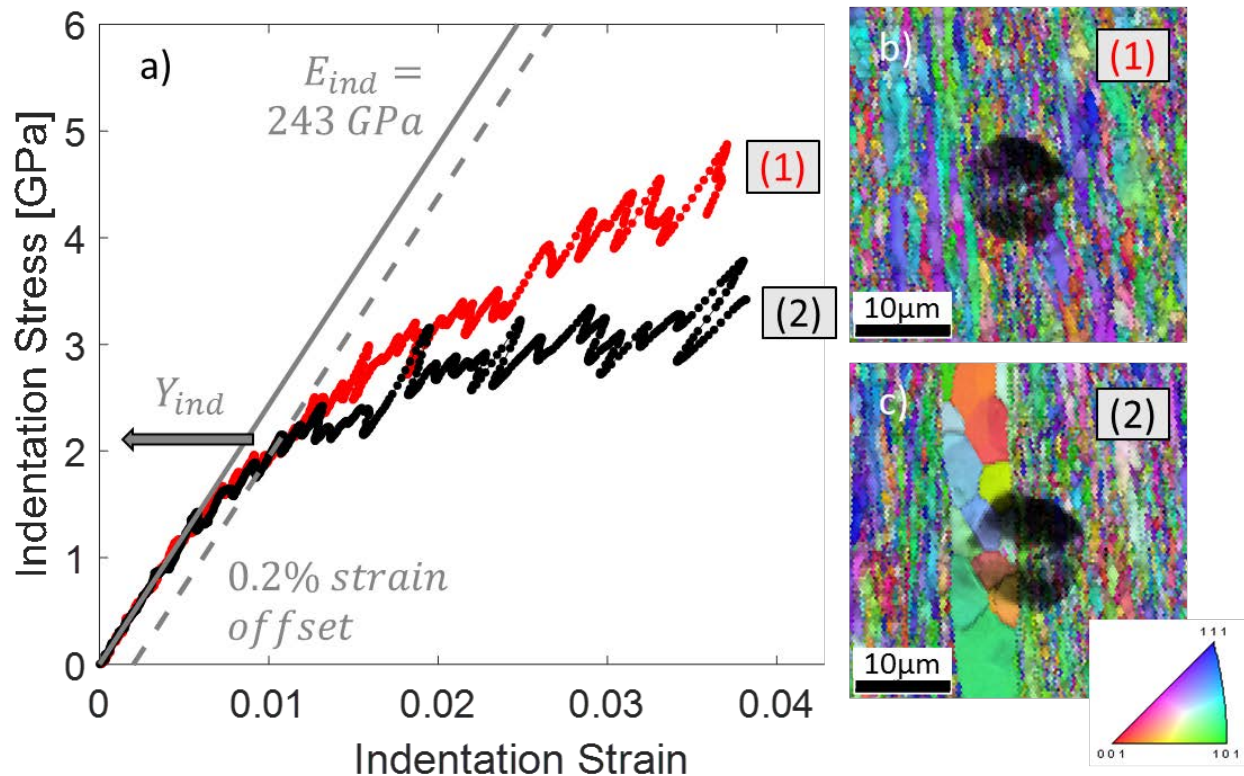 a)
E_ind =
243 GPa
(1)
(2)
Y_ind
0.2% strain
offset
Indentation Stress [GPa]
6
5
4
3
2
1
0
0 0.01 0.02 0.03 0.04
Indentation Strain
b)
(1)
10µm
c)
(2)
10µm
111
001 101